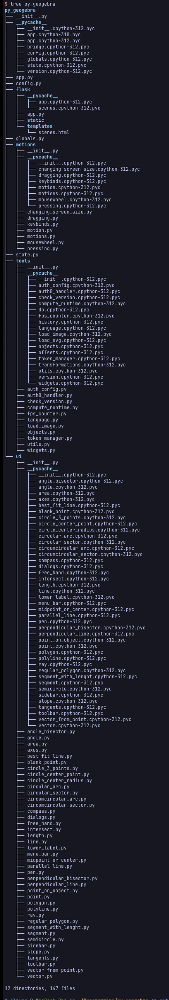 $ tree py_geogebra
py_geogebra
├── __init__.py
├── __pycache__
│   ├── __init__.cpython-312.pyc
│   ├── app.cpython-310.pyc
│   ├── app.cpython-312.pyc
│   ├── bridge.cpython-312.pyc
│   ├── config.cpython-312.pyc
│   ├── globals.cpython-312.pyc
│   ├── state.cpython-312.pyc
│   └── version.cpython-312.pyc
├── app.py
├── config.py
├── flask
│   ├── __pycache__
│   │   ├── app.cpython-312.pyc
│   │   └── scenes.cpython-312.pyc
│   ├── app.py
│   ├── static
│   └── templates
│       └── scenes.html
├── globals.py
├── motions
│   ├── __init__.py
│   ├── __pycache__
│   │   ├── __init__.cpython-312.pyc
│   │   ├── changing_screen_size.cpython-312.pyc
│   │   ├── dragging.cpython-312.pyc
│   │   ├── keybinds.cpython-312.pyc
│   │   ├── motion.cpython-312.pyc
│   │   ├── motions.cpython-312.pyc
│   │   ├── mousewheel.cpython-312.pyc
│   │   └── pressing.cpython-312.pyc
│   ├── changing_screen_size.py
│   ├── dragging.py
│   ├── keybinds.py
│   ├── motion.py
│   ├── motions.py
│   ├── mousewheel.py
│   └── pressing.py
├── state.py
├── tools
│   ├── __init__.py
│   ├── __pycache__
│   │   ├── __init__.cpython-312.pyc
│   │   ├── auth_config.cpython-312.pyc
│   │   ├── auth0_handler.cpython-312.pyc
│   │   ├── check_version.cpython-312.pyc
│   │   ├── compute_runtime.cpython-312.pyc
│   │   ├── db.cpython-312.pyc
│   │   ├── fps_counter.cpython-312.pyc
│   │   ├── history.cpython-312.pyc
│   │   ├── language.cpython-312.pyc
│   │   ├── load_image.cpython-312.pyc
│   │   ├── load_svg.cpython-312.pyc
│   │   ├── objects.cpython-312.pyc
│   │   ├── offsets.cpython-312.pyc
│   │   ├── token_manager.cpython-312.pyc
│   │   ├── transformations.cpython-312.pyc
│   │   ├── utils.cpython-312.pyc
│   │   ├── version.cpython-312.pyc
│   │   └── widgets.cpython-312.pyc
│   ├── auth_config.py
│   ├── auth0_handler.py
│   ├── check_version.py
│   ├── compute_runtime.py
│   ├── fps_counter.py
│   ├── language.py
│   ├── load_image.py
│   ├── objects.py
│   ├── token_manager.py
│   ├── utils.py
│   └── widgets.py
└── ui
    ├── __init__.py
    ├── __pycache__
    │   ├── __init__.cpython-312.pyc
    │   ├── angle_bisector.cpython-312.pyc
    │   ├── angle.cpython-312.pyc
    │   ├── area.cpython-312.pyc
    │   ├── axes.cpython-312.pyc
    │   ├── best_fit_line.cpython-312.pyc
    │   ├── blank_point.cpython-312.pyc
    │   ├── circle_3_points.cpython-312.pyc
    │   ├── circle_center_point.cpython-312.pyc
    │   ├── circle_center_radius.cpython-312.pyc
    │   ├── circular_arc.cpython-312.pyc
    │   ├── circular_sector.cpython-312.pyc
    │   ├── circumcircular_arc.cpython-312.pyc
    │   ├── circumcircular_sector.cpython-312.pyc
    │   ├── compass.cpython-312.pyc
    │   ├── dialogs.cpython-312.pyc
    │   ├── free_hand.cpython-312.pyc
    │   ├── intersect.cpython-312.pyc
    │   ├── length.cpython-312.pyc
    │   ├── line.cpython-312.pyc
    │   ├── lower_label.cpython-312.pyc
    │   ├── menu_bar.cpython-312.pyc
    │   ├── midpoint_or_center.cpython-312.pyc
    │   ├── parallel_line.cpython-312.pyc
    │   ├── pen.cpython-312.pyc
    │   ├── perpendicular_bisector.cpython-312.pyc
    │   ├── perpendicular_line.cpython-312.pyc
    │   ├── point_on_object.cpython-312.pyc
    │   ├── point.cpython-312.pyc
    │   ├── polygon.cpython-312.pyc
    │   ├── polyline.cpython-312.pyc
    │   ├── ray.cpython-312.pyc
    │   ├── regular_polygon.cpython-312.pyc
    │   ├── segment_with_lenght.cpython-312.pyc
    │   ├── segment.cpython-312.pyc
    │   ├── semicircle.cpython-312.pyc
    │   ├── sidebar.cpython-312.pyc
    │   ├── slope.cpython-312.pyc
    │   ├── tangents.cpython-312.pyc
    │   ├── toolbar.cpython-312.pyc
    │   ├── vector_from_point.cpython-312.pyc
    │   └── vector.cpython-312.pyc
    ├── angle_bisector.py
    ├── angle.py
    ├── area.py
    ├── axes.py
    ├── best_fit_line.py
    ├── blank_point.py
    ├── circle_3_points.py
    ├── circle_center_point.py
    ├── circle_center_radius.py
    ├── circular_arc.py
    ├── circular_sector.py
    ├── circumcircular_arc.py
    ├── circumcircular_sector.py
    ├── compass.py
    ├── dialogs.py
    ├── free_hand.py
    ├── intersect.py
    ├── length.py
    ├── line.py
    ├── lower_label.py
    ├── menu_bar.py
    ├── midpoint_or_center.py
    ├── parallel_line.py
    ├── pen.py
    ├── perpendicular_bisector.py
    ├── perpendicular_line.py
    ├── point_on_object.py
    ├── point.py
    ├── polygon.py
    ├── polyline.py
    ├── ray.py
    ├── regular_polygon.py
    ├── segment_with_lenght.py
    ├── segment.py
    ├── semicircle.py
    ├── sidebar.py
    ├── slope.py
    ├── tangents.py
    ├── toolbar.py
    ├── vector_from_point.py
    └── vector.py

12 directories, 147 files